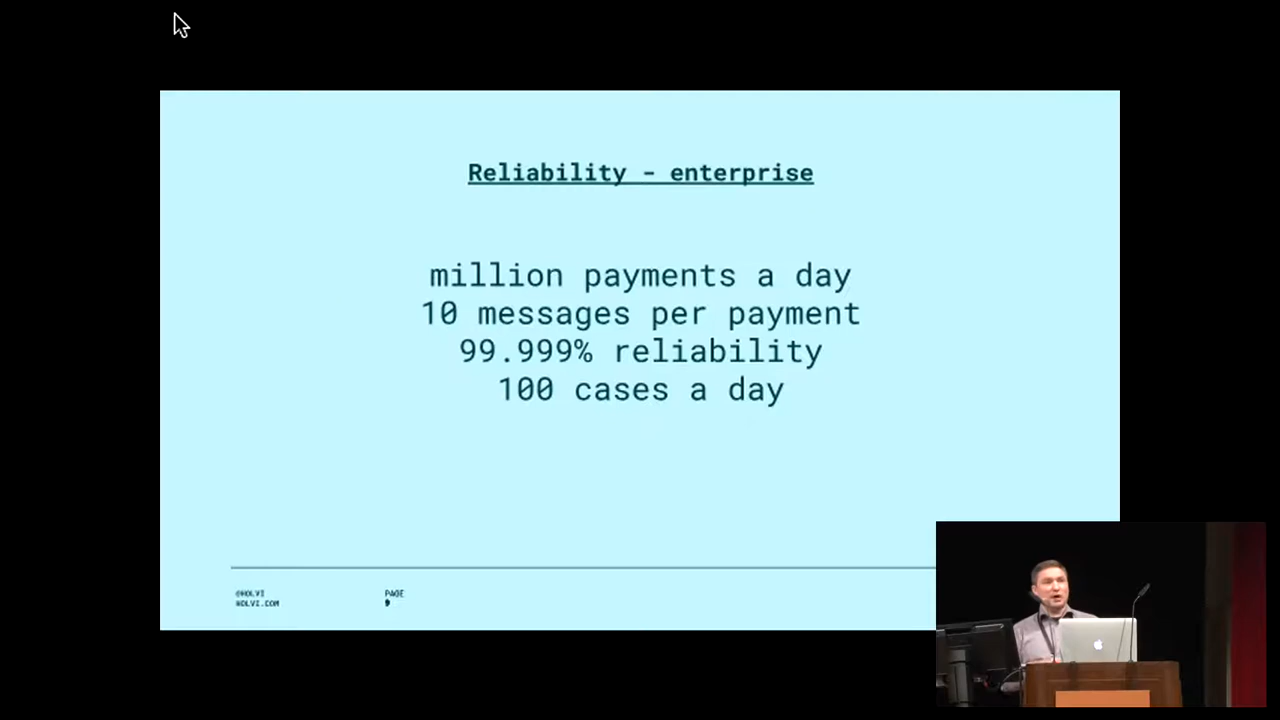 Reliability - enterprise
million payments a day
10 messages per payment
99.999% reliability
100 cases a day
@HOLVI
HOLVI.COM
PAGE
9